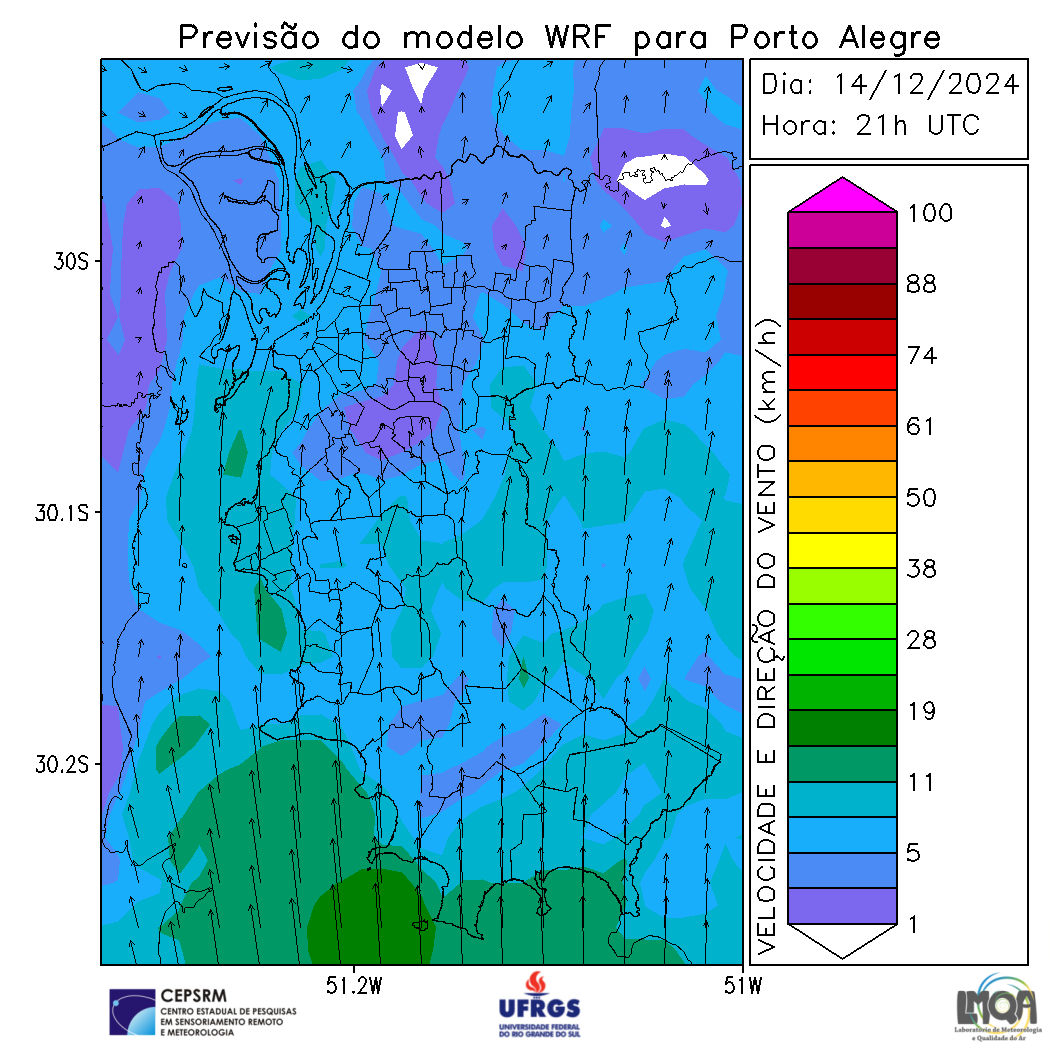 Previsão do modelo WRF para Porto Alegre
Dia: 14/12/2024
Hora: 21h UTC
30S
30.1S
30.2S
51.2W
51W
VELOCIDADE E DIREÇÃO DO VENTO (km/h)
100
88
74
61
50
38
28
19
11
5
1
CEPSRM
CENTRO ESTADUAL DE PESQUISAS
EM SENSORIAMENTO REMOTO
E METEOROLOGIA
UFRGS
UNIVERSIDADE FEDERAL
DO RIO GRANDE DO SUL
LMQA
Laboratório de Meteorologia
e Qualidade do Ar